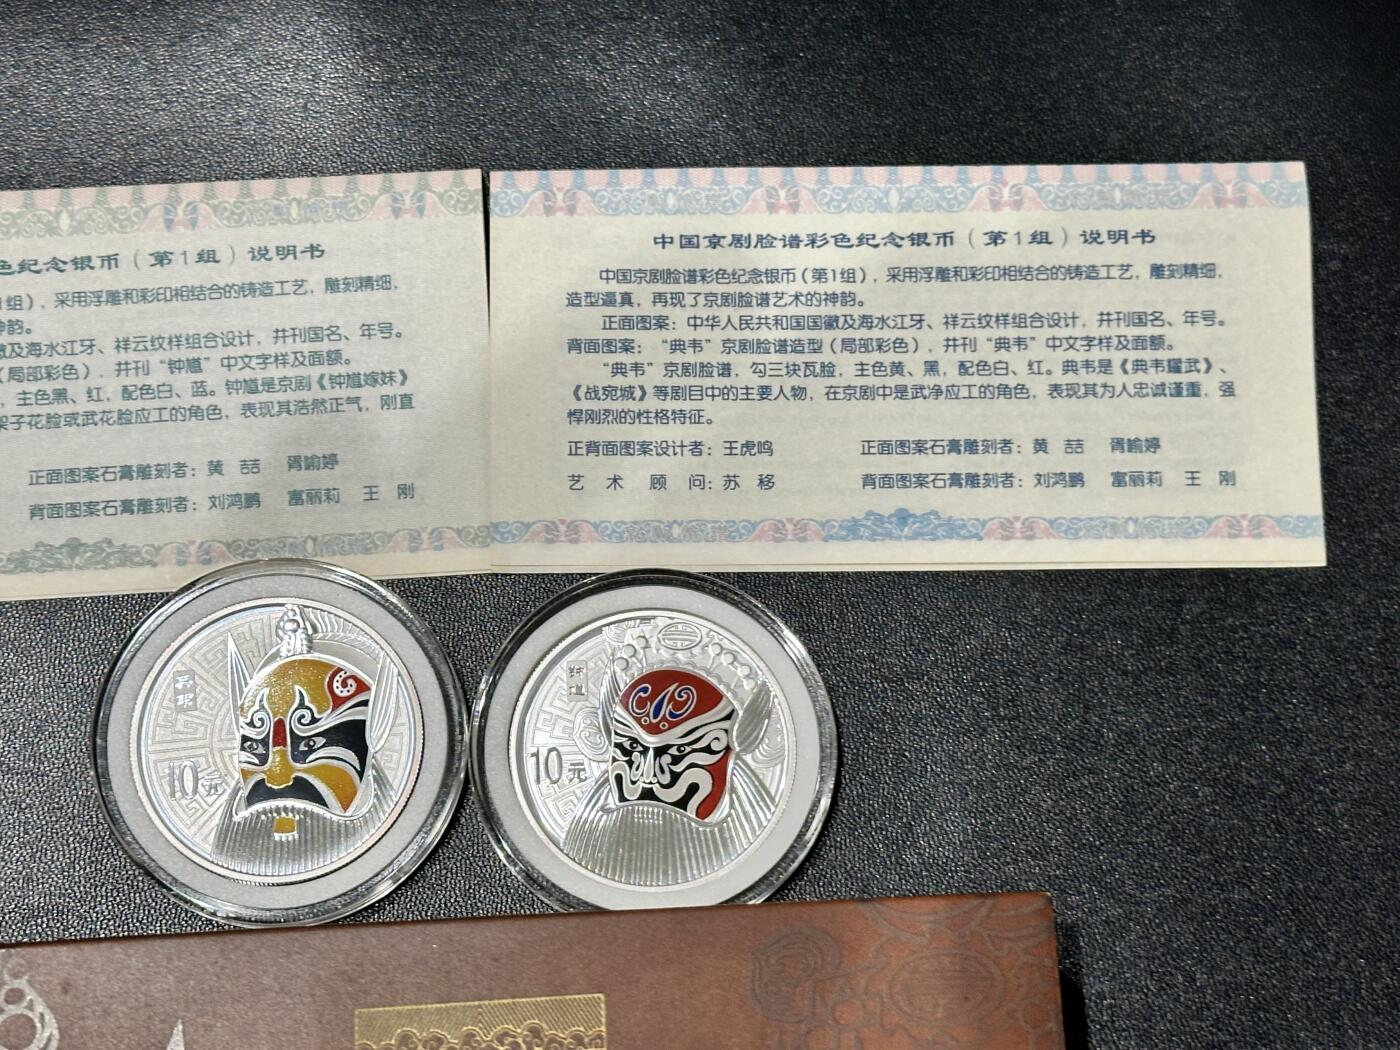 色纪念银币（第1组）说明书
组），采用浮雕和彩印相结合的铸造工艺，雕刻精细，
神韵。
徽及海水江牙、祥云纹样组合设计，并刊国名、年号。
（局部彩色），并刊“钟馗”中文字样及面额。
，主色黑、红，配色白、蓝。钟馗是京剧《钟馗嫁妹》
架子花脸或武花脸应工的角色，表现其浩然正气，刚直
正面图案石膏雕刻者：黄 喆 胥喻婷
背面图案石膏雕刻者：刘鸿鹏 富丽莉 王 刚
中国京剧脸谱彩色纪念银币（第1组）说明书
中国京剧脸谱彩色纪念银币（第1组），采用浮雕和彩印相结合的铸造工艺，雕刻精细，
造型逼真，再现了京剧脸谱艺术的神韵。
正面图案：中华人民共和国国徽及海水江牙、祥云纹样组合设计，并刊国名、年号。
背面图案：“典韦”京剧脸谱造型（局部彩色），并刊“典韦”中文字样及面额。
“典韦”京剧脸谱，勾三块瓦脸，主色黄、黑，配色白、红。典韦是《典韦耀武》、
《战宛城》等剧目中的主要人物，在京剧中是武净应工的角色，表现其为人忠诚谨重，强
悍刚烈的性格特征。
正背面图案设计者：王虎鸣 正面图案石膏雕刻者：黄 喆 胥喻婷
艺 术 顾 问：苏 移 背面图案石膏雕刻者：刘鸿鹏 富丽莉 王 刚
10元
钟馗
10元